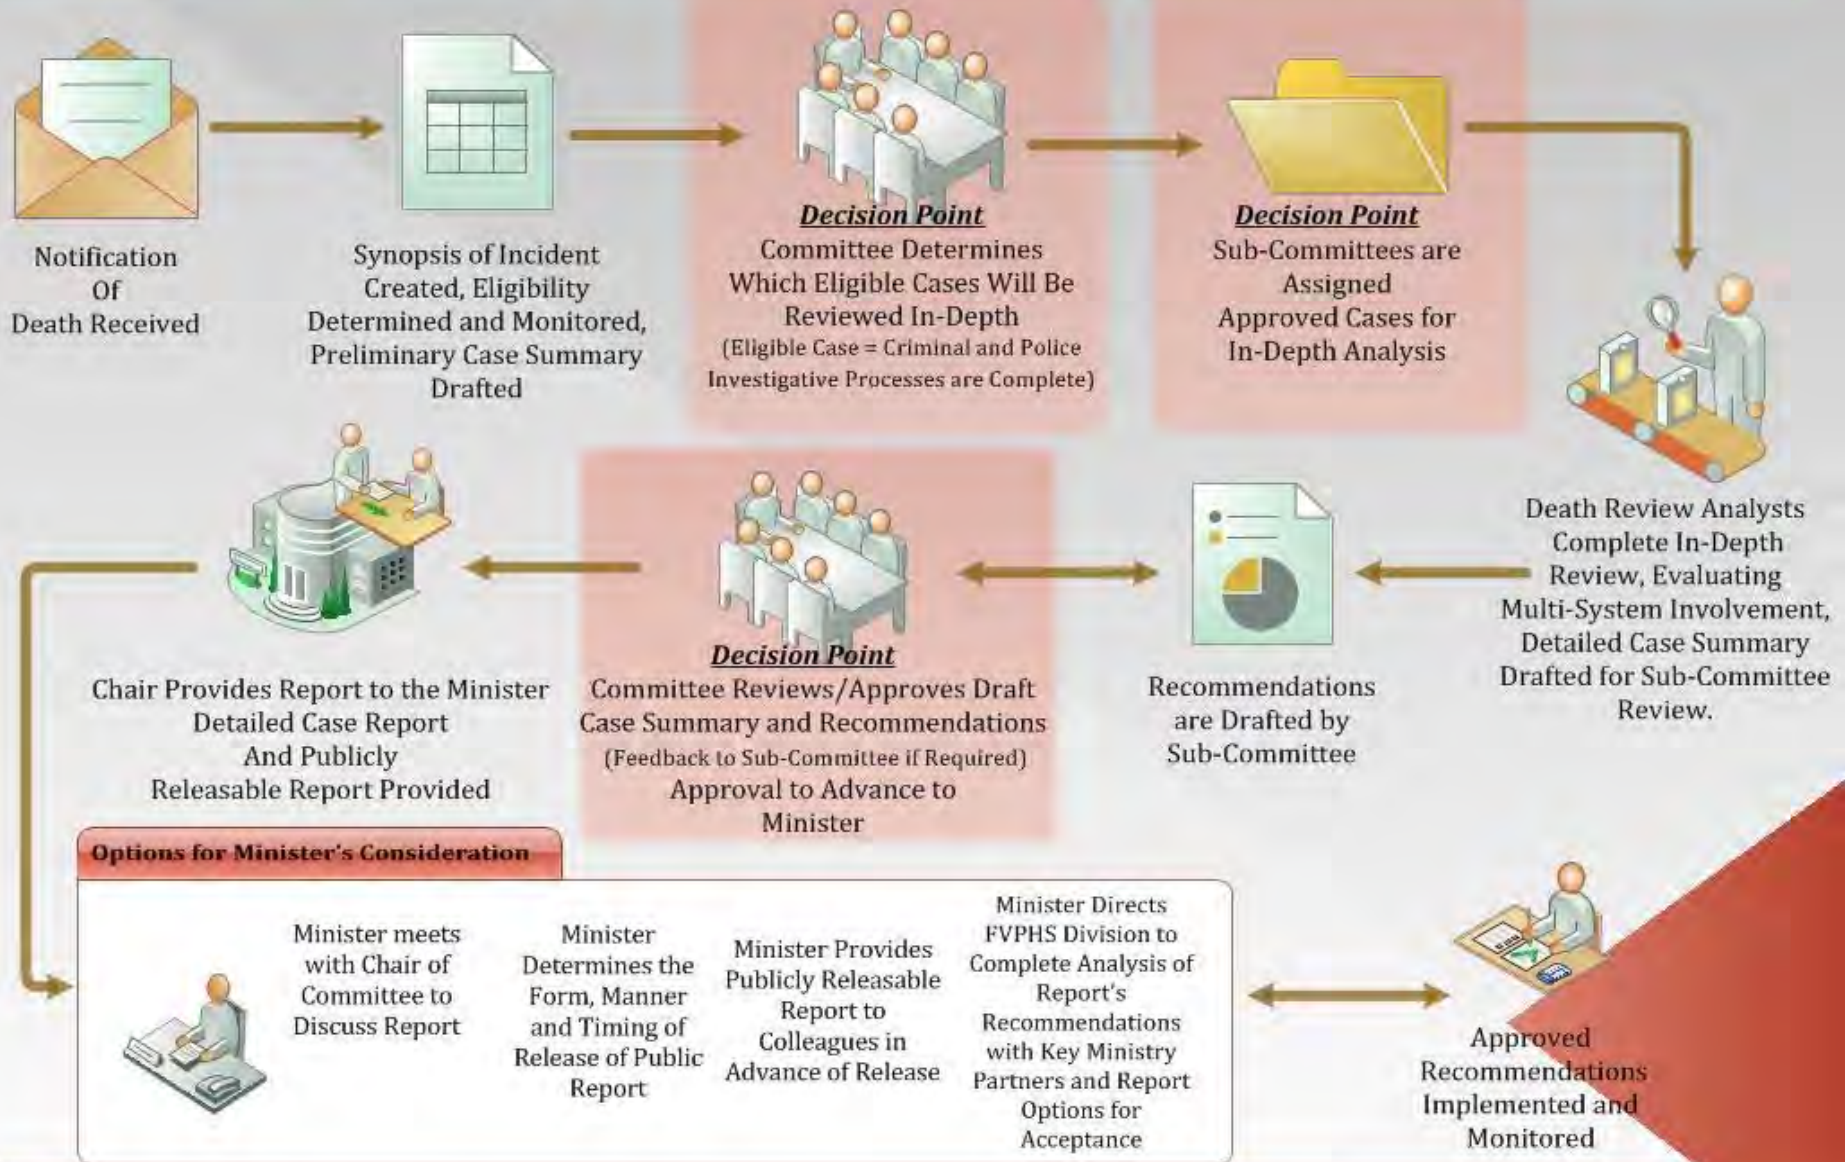 Notification
Of
Death Received
Synopsis of Incident
Created, Eligibility
Determined and Monitored,
Preliminary Case Summary
Drafted
Decision Point
Committee Determines
Which Eligible Cases Will Be
Reviewed In-Depth
(Eligible Case = Criminal and Police
Investigative Processes are Complete)
Decision Point
Sub-Committees are
Assigned
Approved Cases for
In-Depth Analysis
Death Review Analysts
Complete In-Depth
Review, Evaluating
Multi-System Involvement,
Detailed Case Summary
Drafted for Sub-Committee
Review.
Recommendations
are Drafted by
Sub-Committee
Decision Point
Committee Reviews/Approves Draft
Case Summary and Recommendations
(Feedback to Sub-Committee if Required)
Approval to Advance to
Minister
Chair Provides Report to the Minister
Detailed Case Report
And Publicly
Releasable Report Provided
Options for Minister's Consideration
Minister meets
with Chair of
Committee to
Discuss Report
Minister
Determines the
Form, Manner
and Timing of
Release of Public
Report
Minister Provides
Publicly Releasable
Report to
Colleagues in
Advance of Release
Minister Directs
FVPHS Division to
Complete Analysis of
Report's
Recommendations
with Key Ministry
Partners and Report
Options for
Acceptance
Approved
Recommendations
Implemented and
Monitored